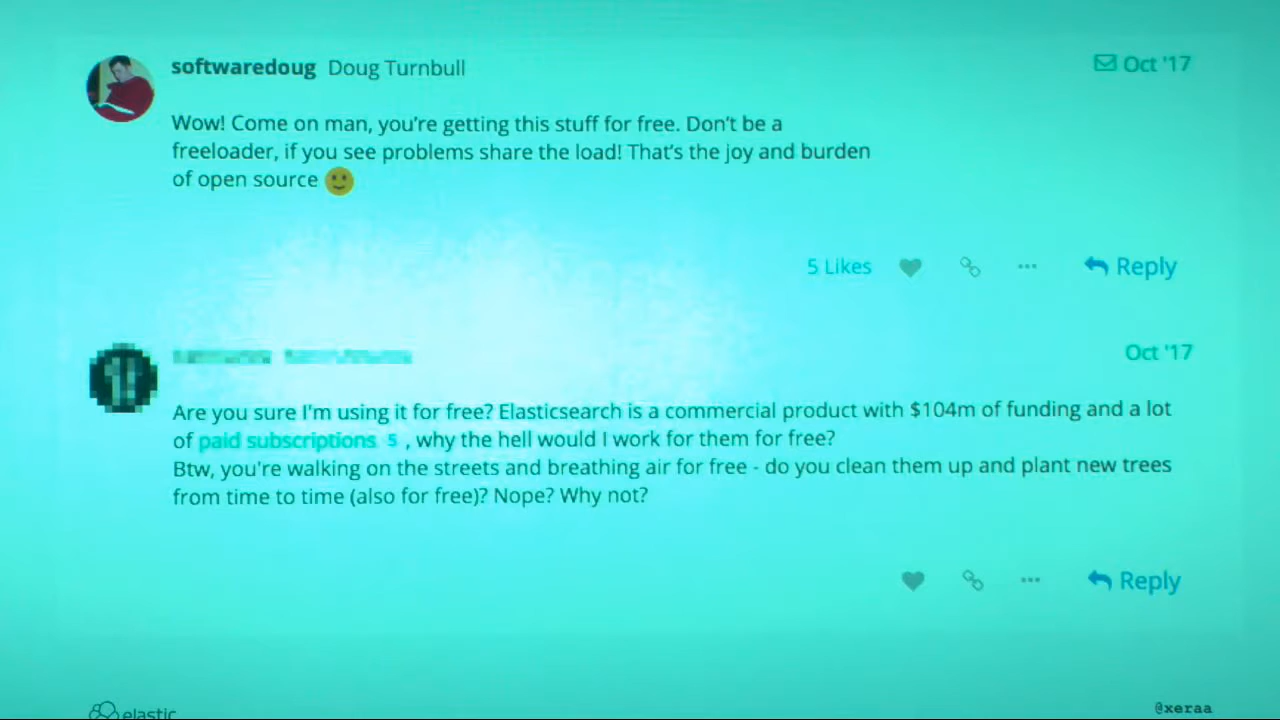 softwaredoug Doug Turnbull
Oct '17
Wow! Come on man, you're getting this stuff for free. Don't be a
freeloader, if you see problems share the load! That's the joy and burden
of open source
5 Likes
Reply
Oct '17
Are you sure I'm using it for free? Elasticsearch is a commercial product with $104m of funding and a lot
of paid subscriptions 5 , why the hell would I work for them for free?
Btw, you're walking on the streets and breathing air for free - do you clean them up and plant new trees
from time to time (also for free)? Nope? Why not?
Reply
elastic
@xeraa